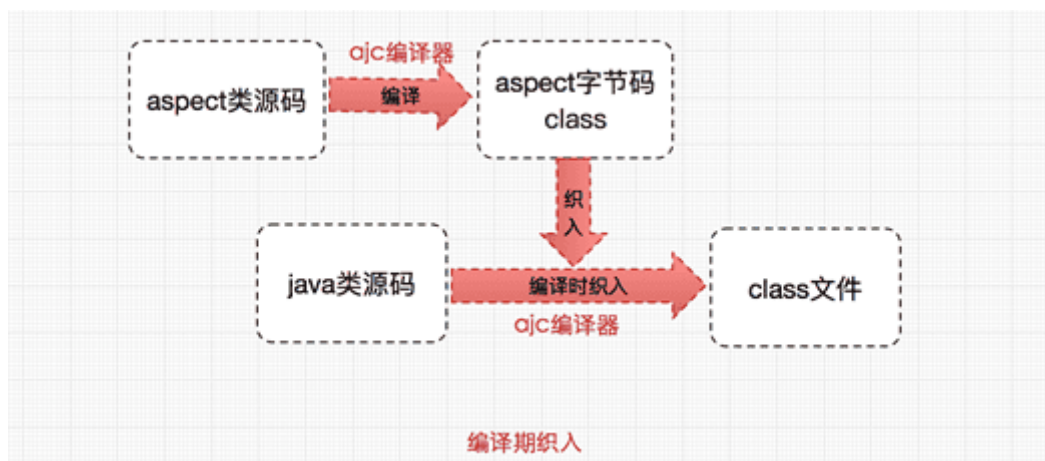 ajc编译器
aspect类源码
编译
aspect字节码
class
织
入
java类源码
编译时织入
class文件
ajc编译器
编译期织入